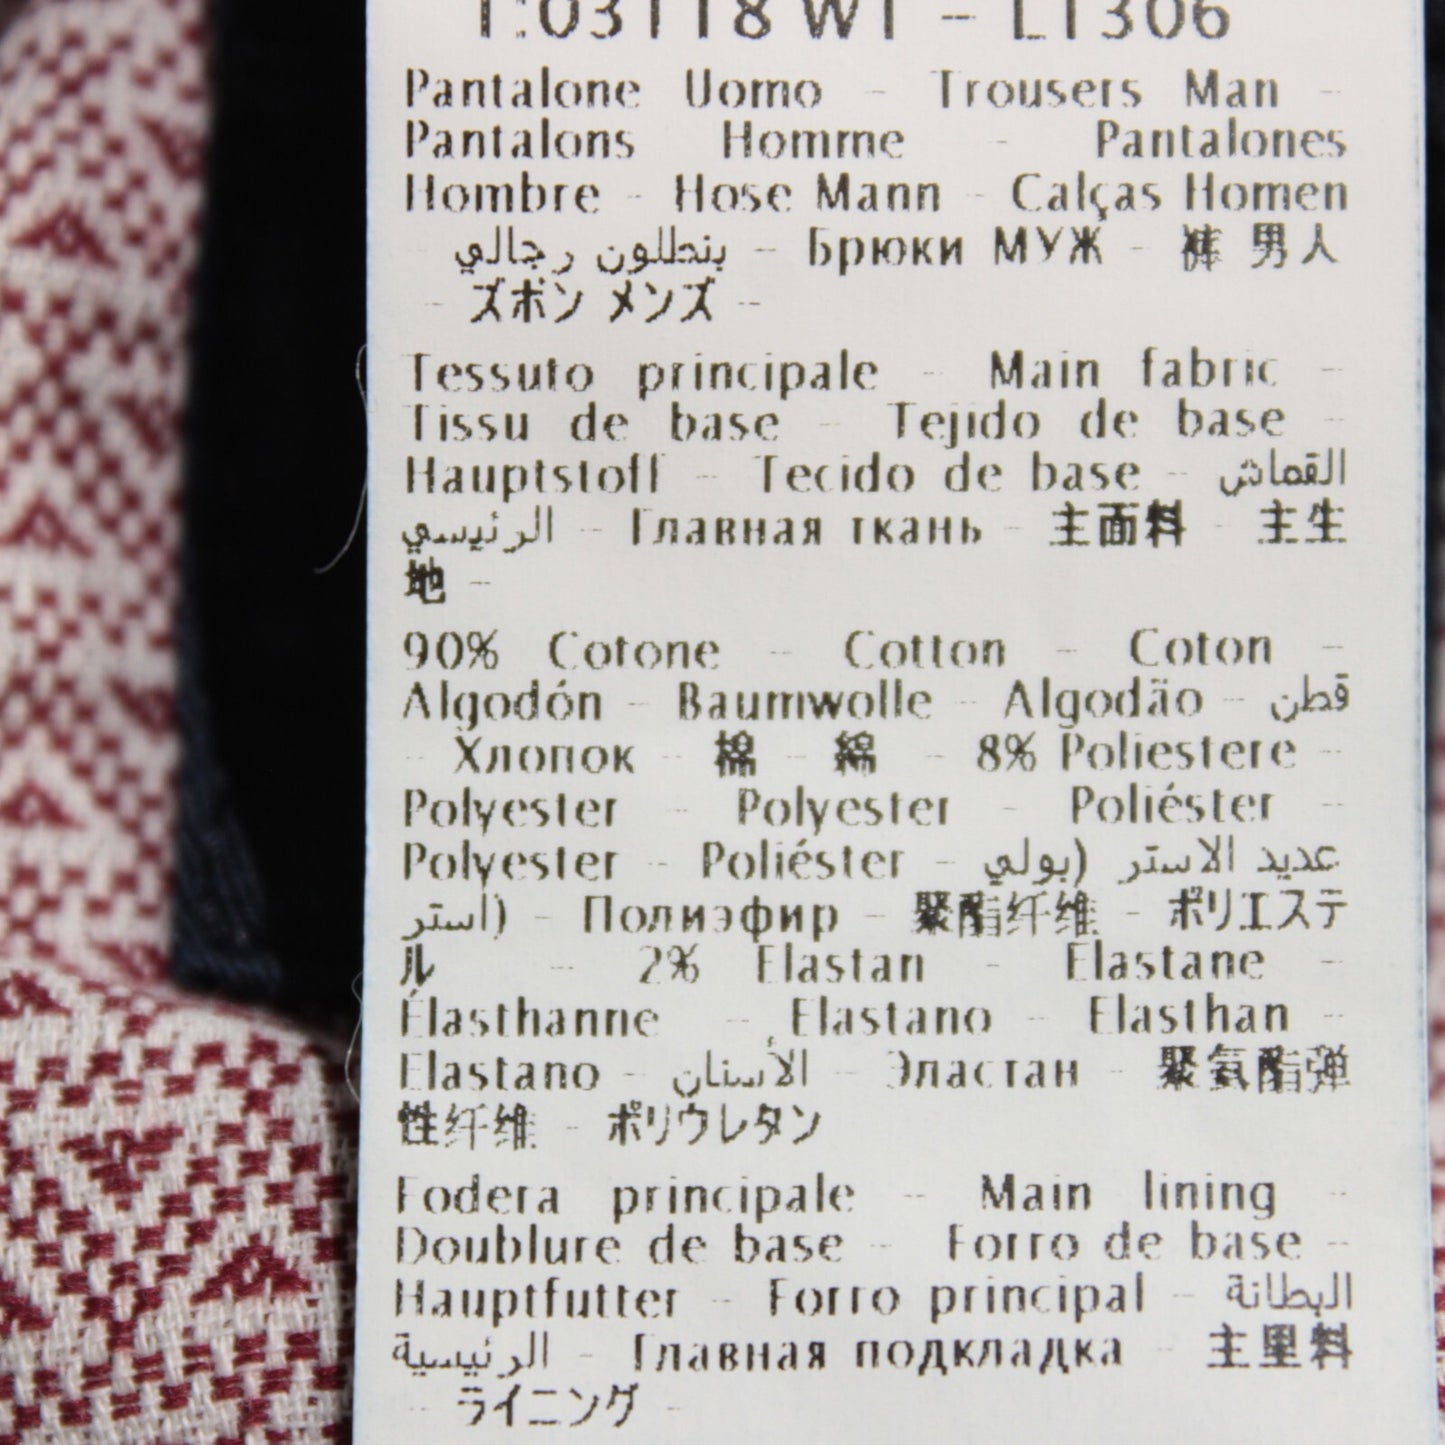 T:03118 WT - LT306
Pantalone Uomo - Trousers Man -
Pantalons Homme - Pantalones
Hombre - Hose Mann - Calças Homen
- بنطلون رجالي - Брюки МУЖ - 裤 男人
- ズボン メンズ -
Tessuto principale - Main fabric -
Tissu de base - Tejido de base -
Hauptstoff - Tecido de base - القماش
الرئيسي - Главная ткань - 主面料 - 主生
地 -
90% Cotone - Cotton - Coton -
Algodón - Baumwolle - Algodäo - قطن
- Хлопок - 棉 - 綿 - 8% Poliestere -
Polyester - Polyester - Poliéster -
Polyester - Poliéster - عديد الاستر (بولي
استر) - Полиэфир - 聚酯纤维 - ポリエステ
ル - 2% Elastan - Elastane -
Élasthanne - Elastano - Elasthan -
Elastano - الأستان - Эластан - 聚氨酯弹
性纤维 - ポリウレタン
Fodera principale - Main lining -
Doublure de base - Forro de base -
Hauptfutter - Forro principal - البطانة
الرئيسية - Главная подкладка - 主里料
- ライニング -